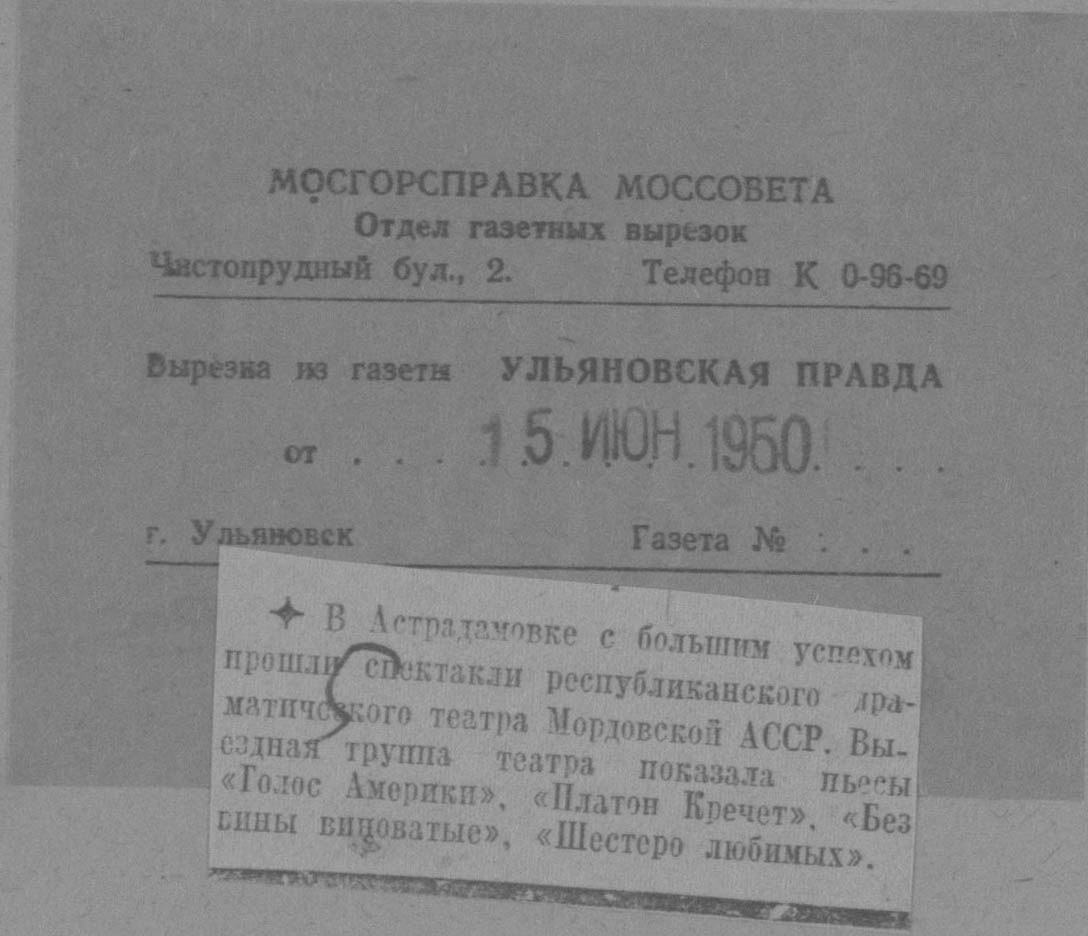 МОСГОРСПРАВКА МОССОВЕТА
Отдел газетных вырезок
Чистопрудный бул., 2. Телефон К 0-96-69
Вырезка из газеты УЛЬЯНОВСКАЯ ПРАВДА
от . . . . 15 ИЮН. 1950 . . . .
г. Ульяновск Газета № . . .
✦ В Астрадамовке с большим успехом
прошли спектакли республиканского дра-
матического театра Мордовской АССР. Вы-
ездная труппа театра показала пьесы
«Голос Америки», «Платон Кречет», «Без
вины виноватые», «Шестеро любимых».